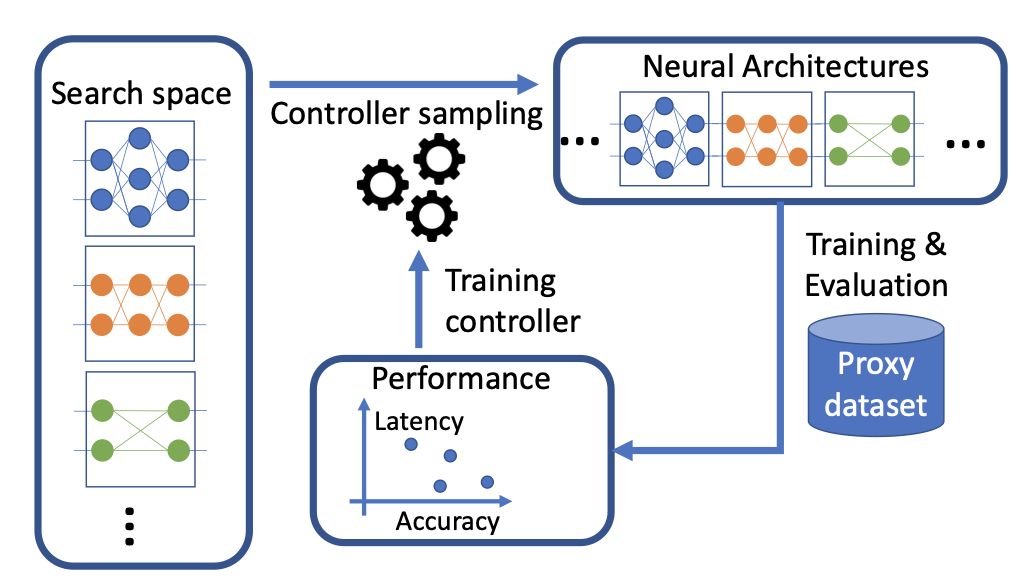 Search space
Controller sampling
Neural Architectures
...
...
Training &
Evaluation
Proxy
dataset
Training
controller
Performance
Latency
Accuracy